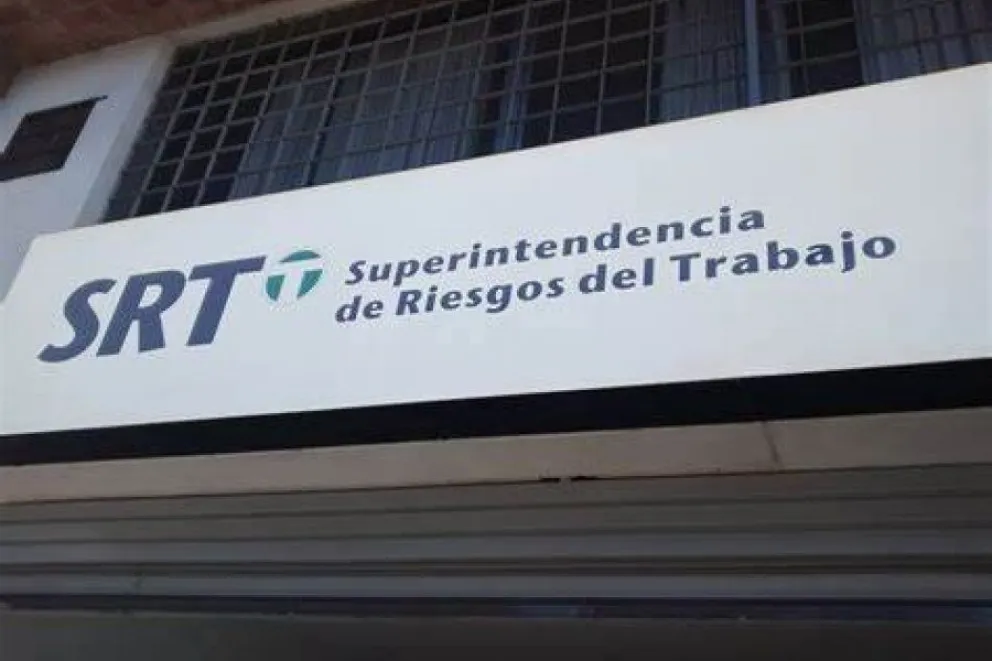 SRT
Superintendencia
de Riesgos del Trabajo